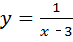 y = 1/(x - 3)